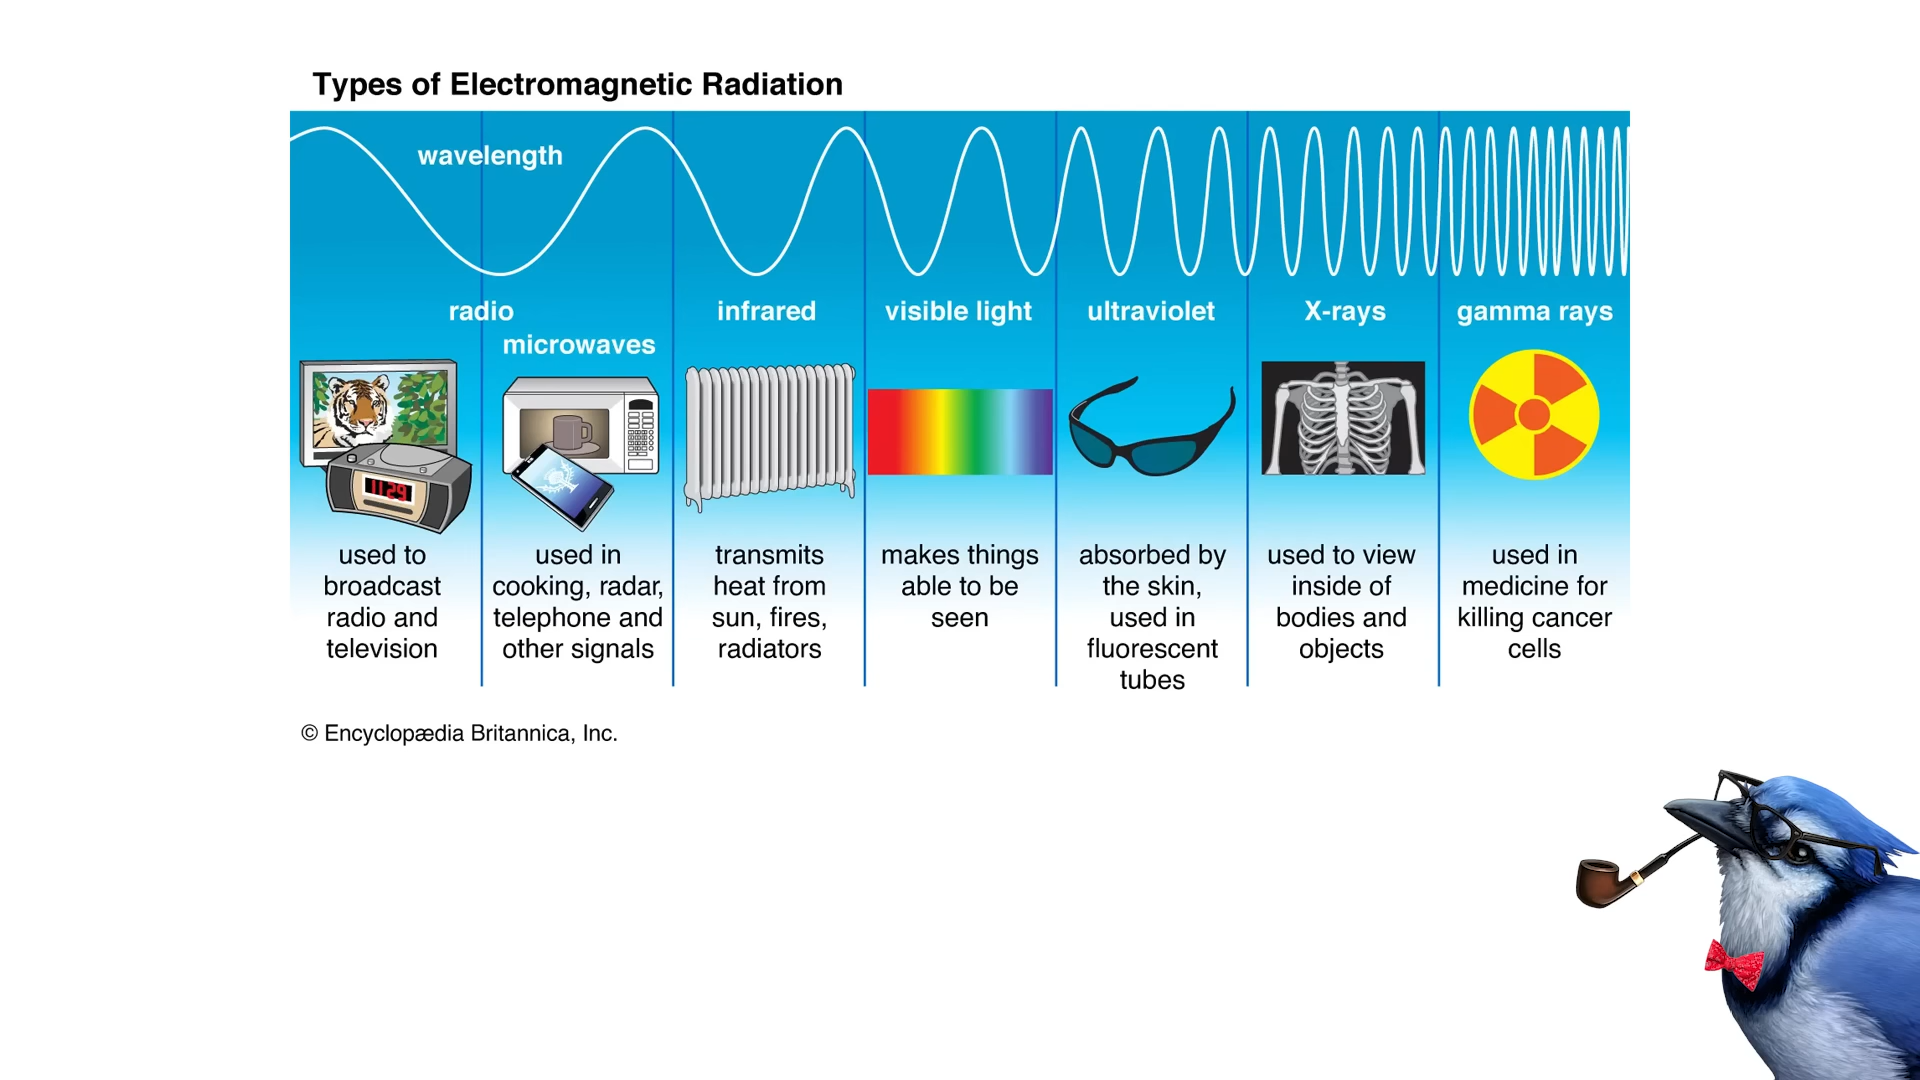 Types of Electromagnetic Radiation
wavelength
radio
microwaves
infrared
visible light
ultraviolet
X-rays
gamma rays
11:29
used to
broadcast
radio and
television
used in
cooking, radar,
telephone and
other signals
transmits
heat from
sun, fires,
radiators
makes things
able to be
seen
absorbed by
the skin,
used in
fluorescent
tubes
used to view
inside of
bodies and
objects
used in
medicine for
killing cancer
cells
© Encyclopædia Britannica, Inc.